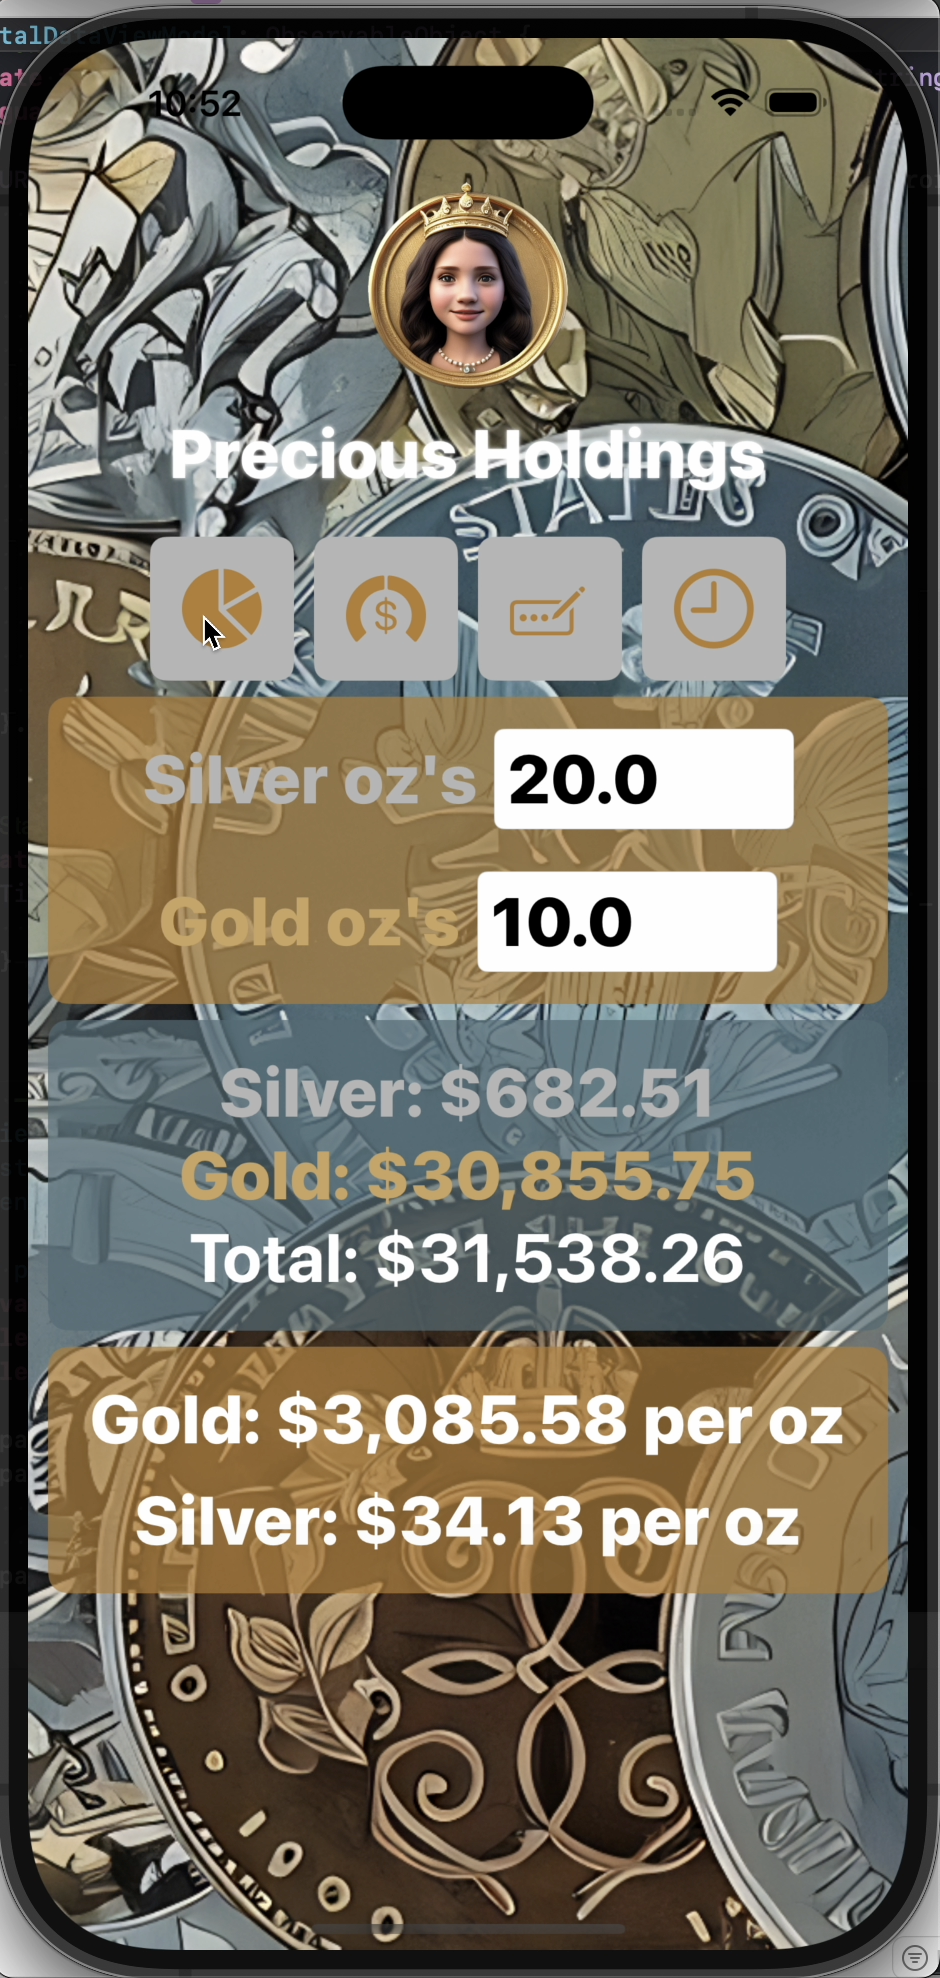 10:52
Precious Holdings
$
Silver oz's 20.0
Gold oz's 10.0
Silver: $682.51
Gold: $30,855.75
Total: $31,538.26
Gold: $3,085.58 per oz
Silver: $34.13 per oz